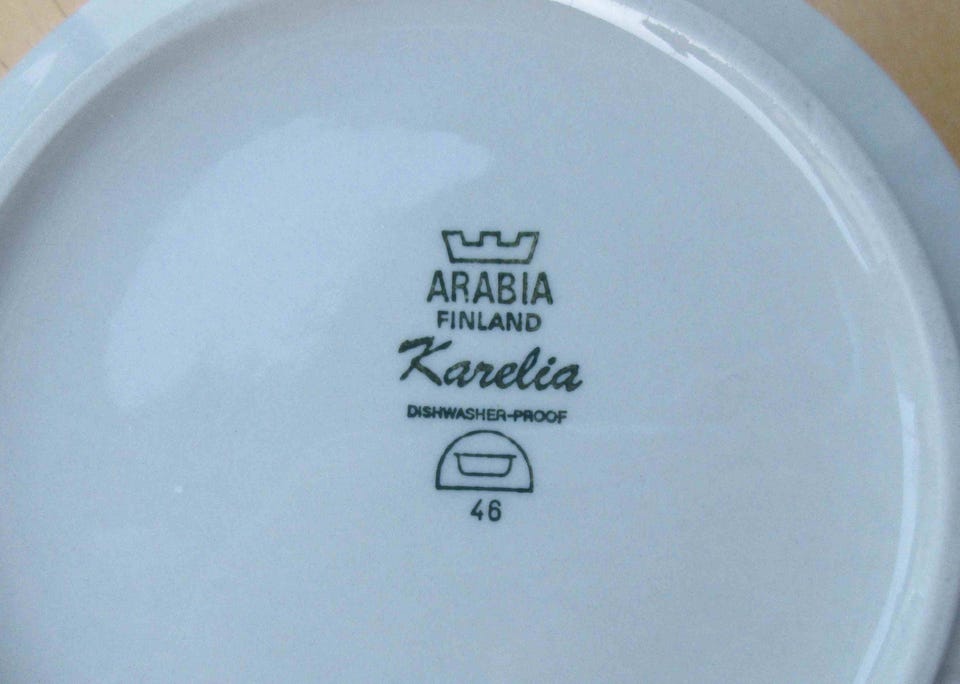 ARABIA
FINLAND
Karelia
DISHWASHER-PROOF
46